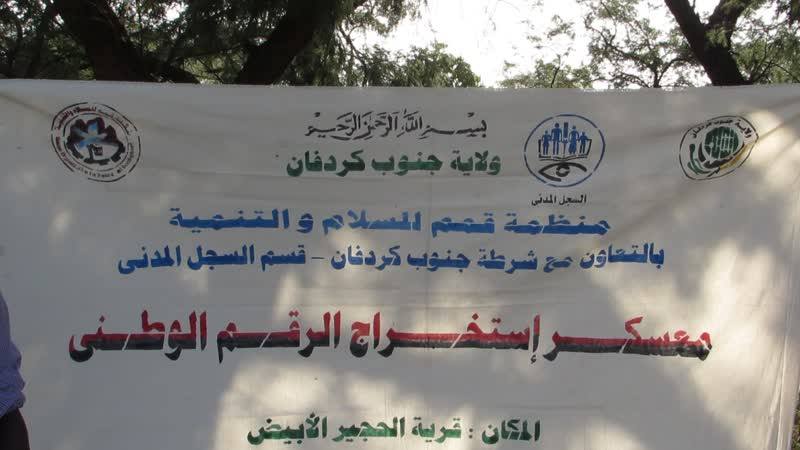 بسم الله الرحمن الرحيم
ولاية جنوب كردفان
السجل المدنى
منظمة قمم للسلام و التنمية
بالتعاون مع شرطة جنوب كردفان - قسم السجل المدنى
معسكر إستخراج الرقم الوطنى
المكان : قرية الحجير الأبيض